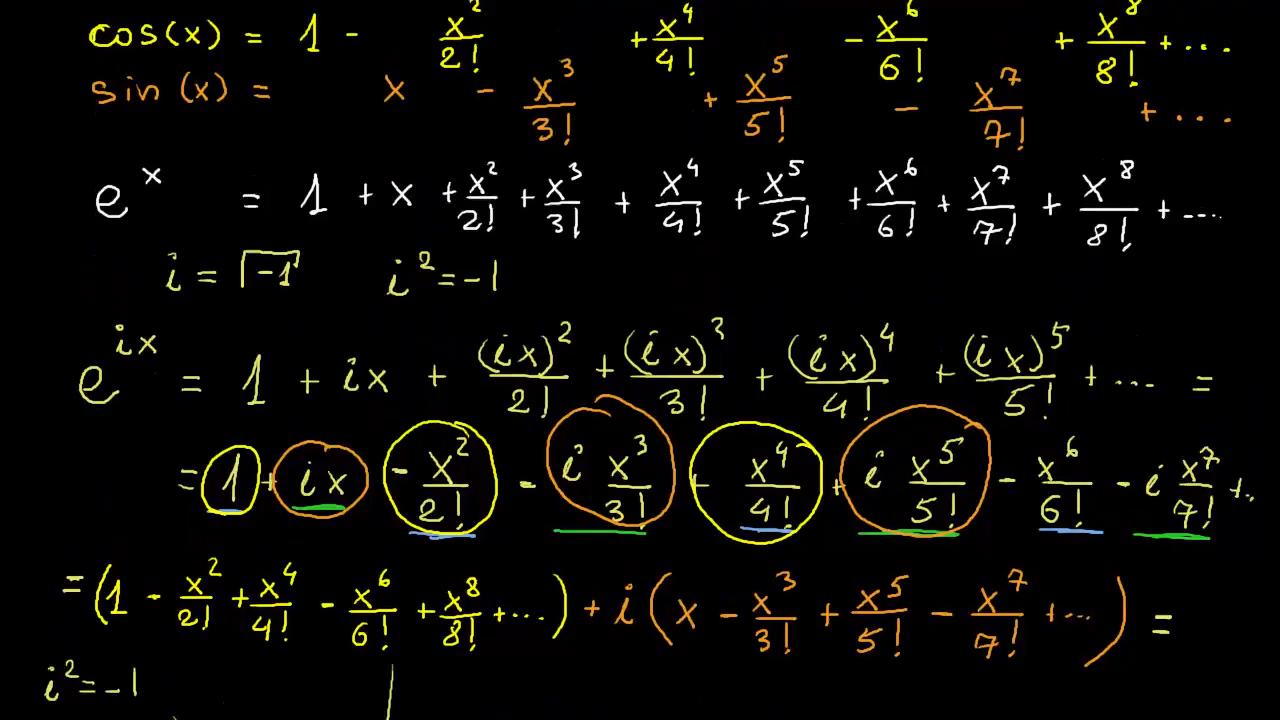 cos(x) = 1 - x²/2! + x⁴/4! - x⁶/6! + x⁸/8! + ....
sin(x) = x - x³/3! + x⁵/5! - x⁷/7! + ....
eˣ = 1 + x + x²/2! + x³/3! + x⁴/4! + x⁵/5! + x⁶/6! + x⁷/7! + x⁸/8! + ....
i = √-1 i² = -1
e^(ix) = 1 + ix + (ix)²/2! + (ix)³/3! + (ix)⁴/4! + (ix)⁵/5! + ... =
= 1 + ix - x²/2! - i x³/3! + x⁴/4! + i x⁵/5! - x⁶/6! - i x⁷/7! + ..
= (1 - x²/2! + x⁴/4! - x⁶/6! + x⁸/8! + ...) + i (x - x³/3! + x⁵/5! - x⁷/7! + ...) =
i² = -1